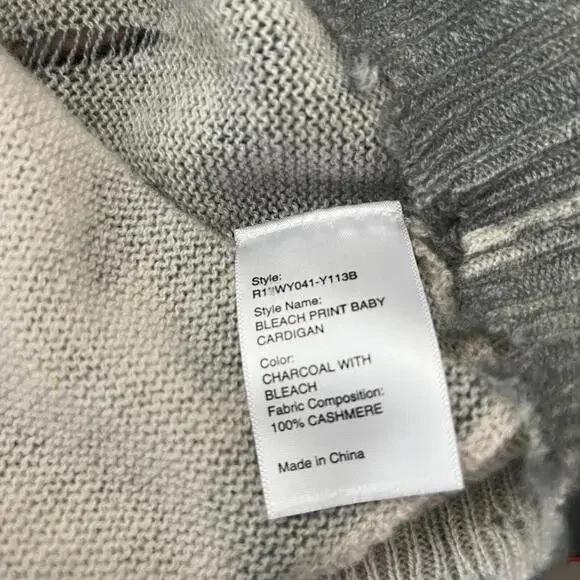 Style:
Style Name:
BLEACH PRINT BABY
CARDIGAN
Color:
CHARCOAL WITH
BLEACH
Fabric Composition:
100% CASHMERE
Made in China